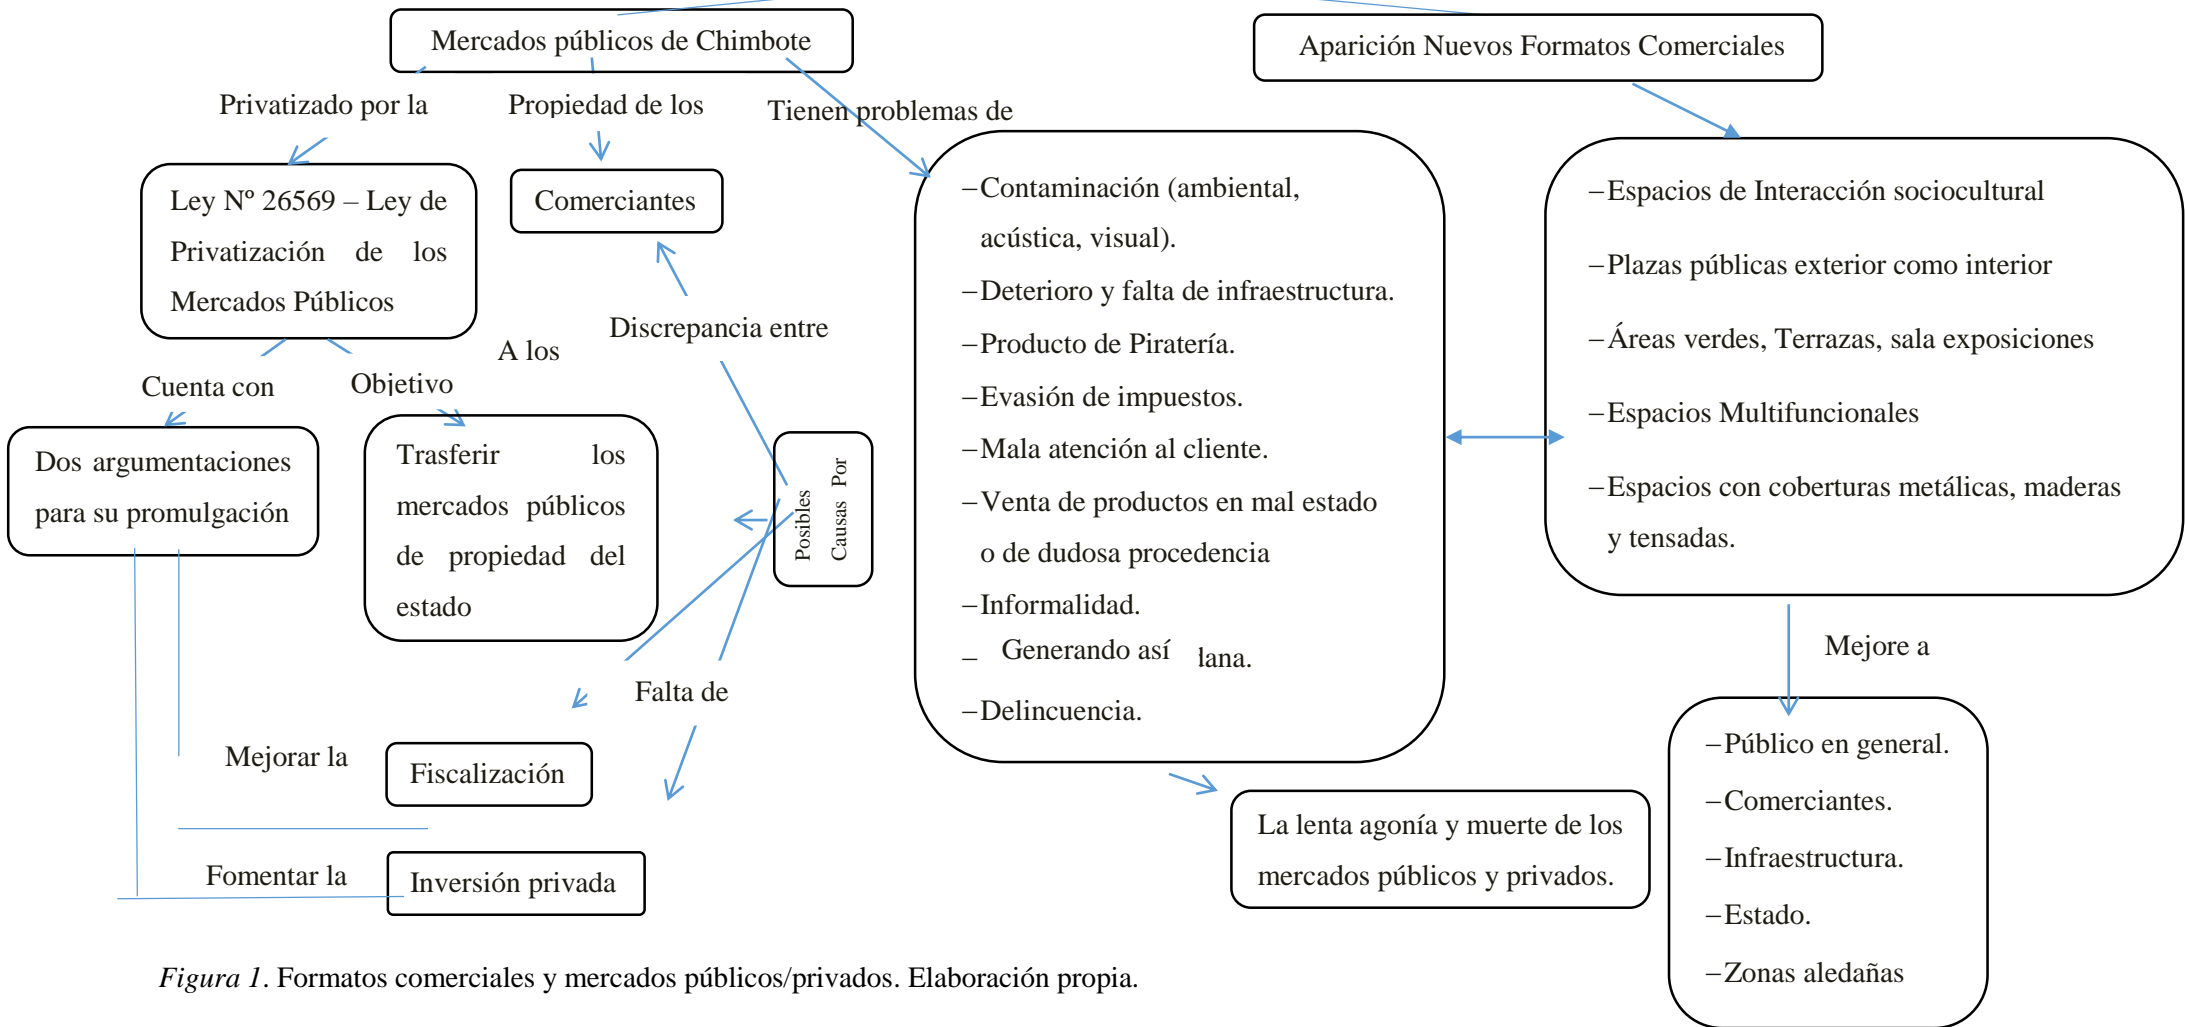 Mercados públicos de Chimbote
Aparición Nuevos Formatos Comerciales
Privatizado por la
Propiedad de los
Tienen problemas de
Ley Nº 26569 – Ley de
Privatización de los
Mercados Públicos
Comerciantes
Discrepancia entre
A los
Cuenta con
Objetivo
Dos argumentaciones
para su promulgación
Trasferir los
mercados públicos
de propiedad del
estado
Posibles
Causas Por
Falta de
Mejorar la
Fiscalización
Fomentar la
Inversión privada
–Contaminación (ambiental,
acústica, visual).
–Deterioro y falta de infraestructura.
–Producto de Piratería.
–Evasión de impuestos.
–Mala atención al cliente.
–Venta de productos en mal estado
o de dudosa procedencia
–Informalidad.
–
Generando así
–Delincuencia.
La lenta agonía y muerte de los
mercados públicos y privados.
–Espacios de Interacción sociocultural
–Plazas públicas exterior como interior
–Áreas verdes, Terrazas, sala exposiciones
–Espacios Multifuncionales
–Espacios con coberturas metálicas, maderas
y tensadas.
Mejore a
–Público en general.
–Comerciantes.
–Infraestructura.
–Estado.
–Zonas aledañas
Figura 1. Formatos comerciales y mercados públicos/privados. Elaboración propia.